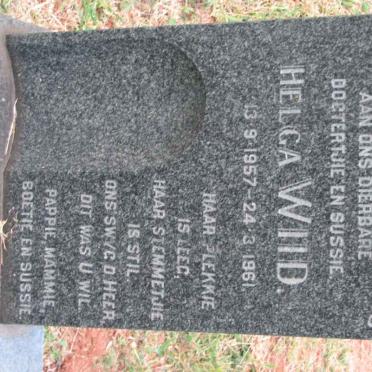 AAN ONS DIERBARE
DOGTERTJIE EN SUSSIE
HELGA WIID.
13·9·1957-24·3·1961.
HAAR PLEKKIE
IS LEEG.
HAAR STEMMETJIE
IS STIL
ONS SWYG O HEER
DIT WAS U WIL
PAPPIE, MAMMIE,
BOETIE EN SUSSIE.